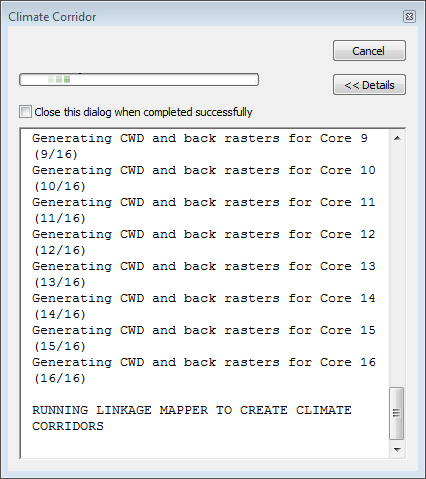 Climate Corridor
Cancel
<< Details
Close this dialog when completed successfully
Generating CWD and back rasters for Core 9
(9/16)
Generating CWD and back rasters for Core 10
(10/16)
Generating CWD and back rasters for Core 11
(11/16)
Generating CWD and back rasters for Core 12
(12/16)
Generating CWD and back rasters for Core 13
(13/16)
Generating CWD and back rasters for Core 14
(14/16)
Generating CWD and back rasters for Core 15
(15/16)
Generating CWD and back rasters for Core 16
(16/16)
RUNNING LINKAGE MAPPER TO CREATE CLIMATE
CORRIDORS